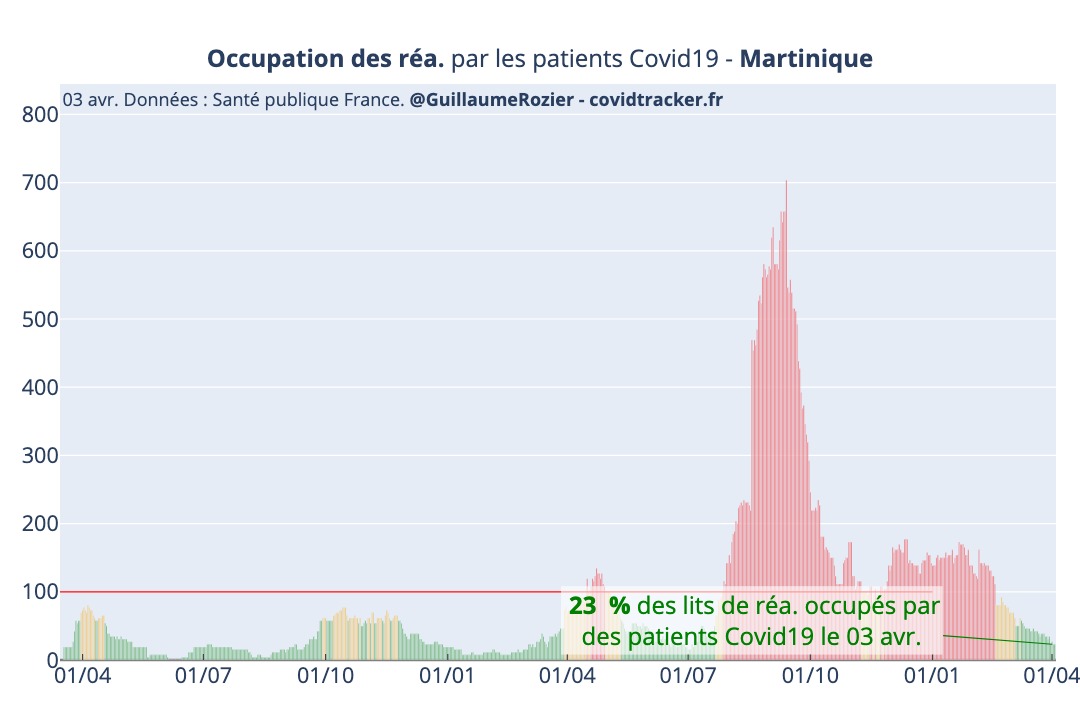 Occupation des réa. par les patients Covid19 - Martinique
03 avr. Données : Santé publique France. @GuillaumeRozier - covidtracker.fr
800
700
600
500
400
300
200
100
0
23 % des lits de réa. occupés par
des patients Covid19 le 03 avr.
01/04 01/07 01/10 01/01 01/04 01/07 01/10 01/01 01/04